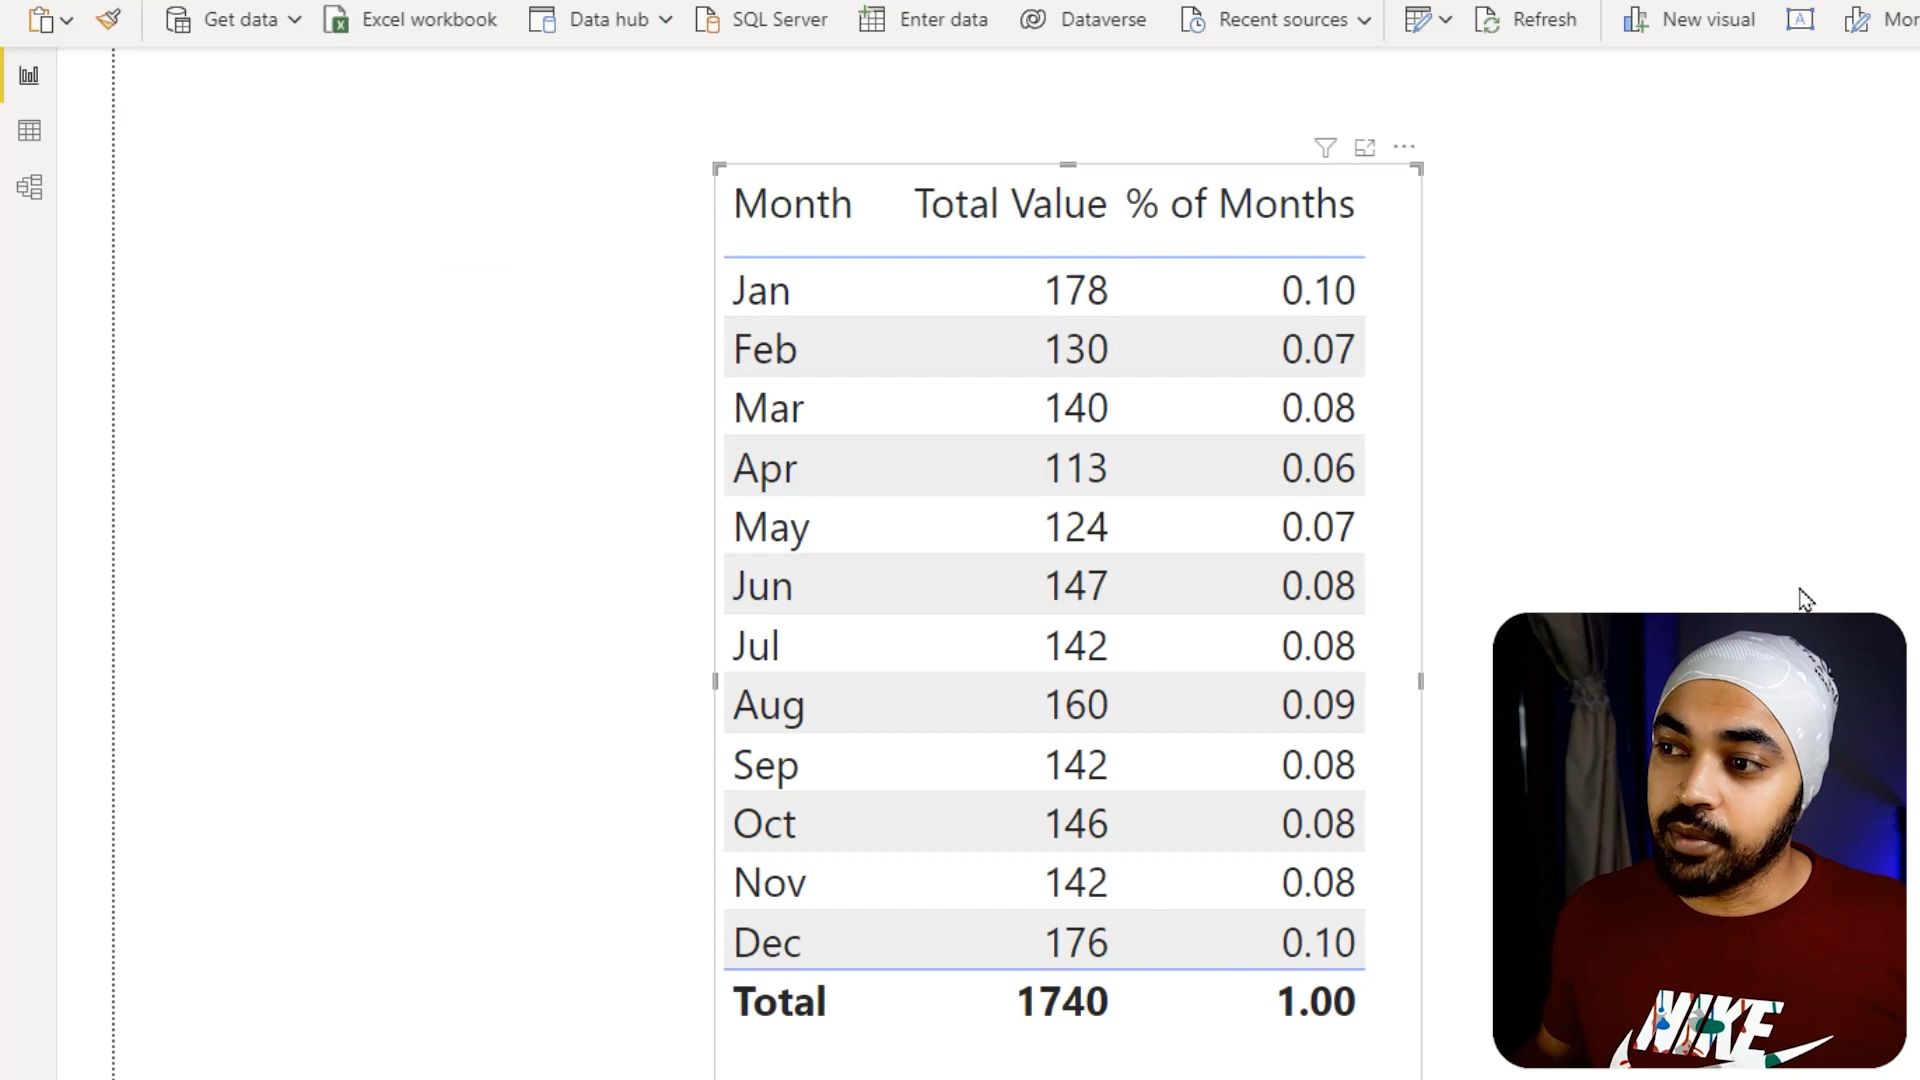 Get data Excel workbook Data hub SQL Server Enter data Dataverse Recent sources Refresh New visual A Mor
Month Total Value % of Months
Jan 178 0.10
Feb 130 0.07
Mar 140 0.08
Apr 113 0.06
May 124 0.07
Jun 147 0.08
Jul 142 0.08
Aug 160 0.09
Sep 142 0.08
Oct 146 0.08
Nov 142 0.08
Dec 176 0.10
Total 1740 1.00
NIKE